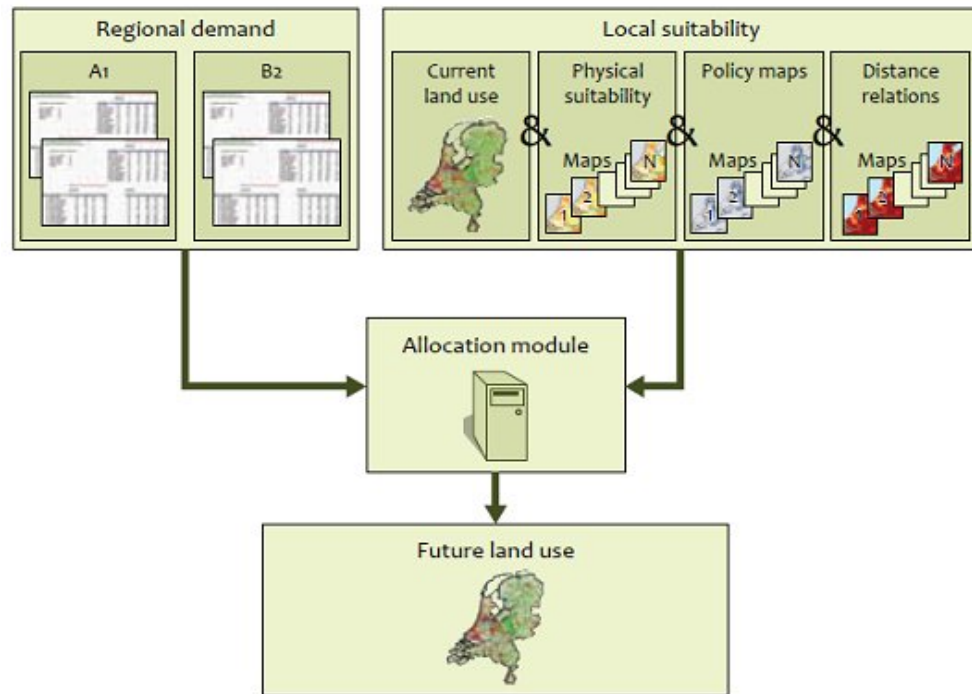 Regional demand
A1
B2
Local suitability
Current
land use
&
Physical
suitability
Maps
1
2
N
&
Policy maps
Maps
1
2
N
&
Distance
relations
Maps
1
2
N
Allocation module
Future land use